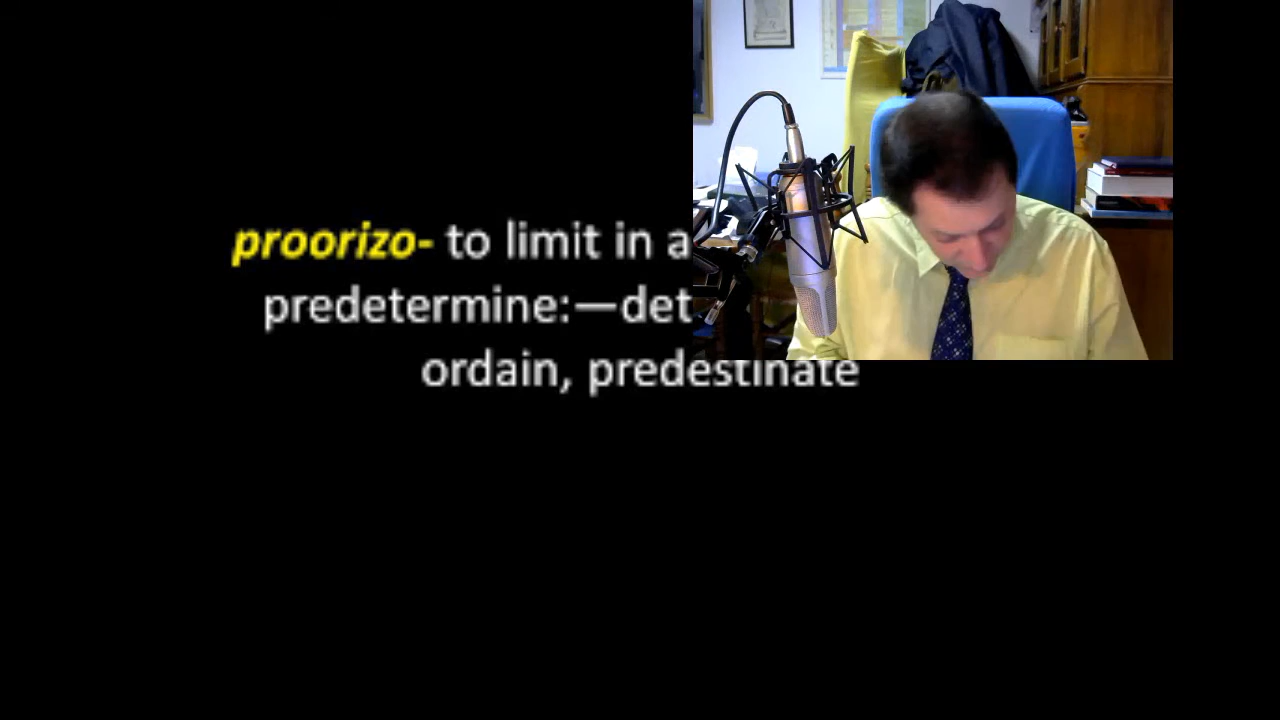 proorizo- to limit in a
predetermine:—det
ordain, predestinate